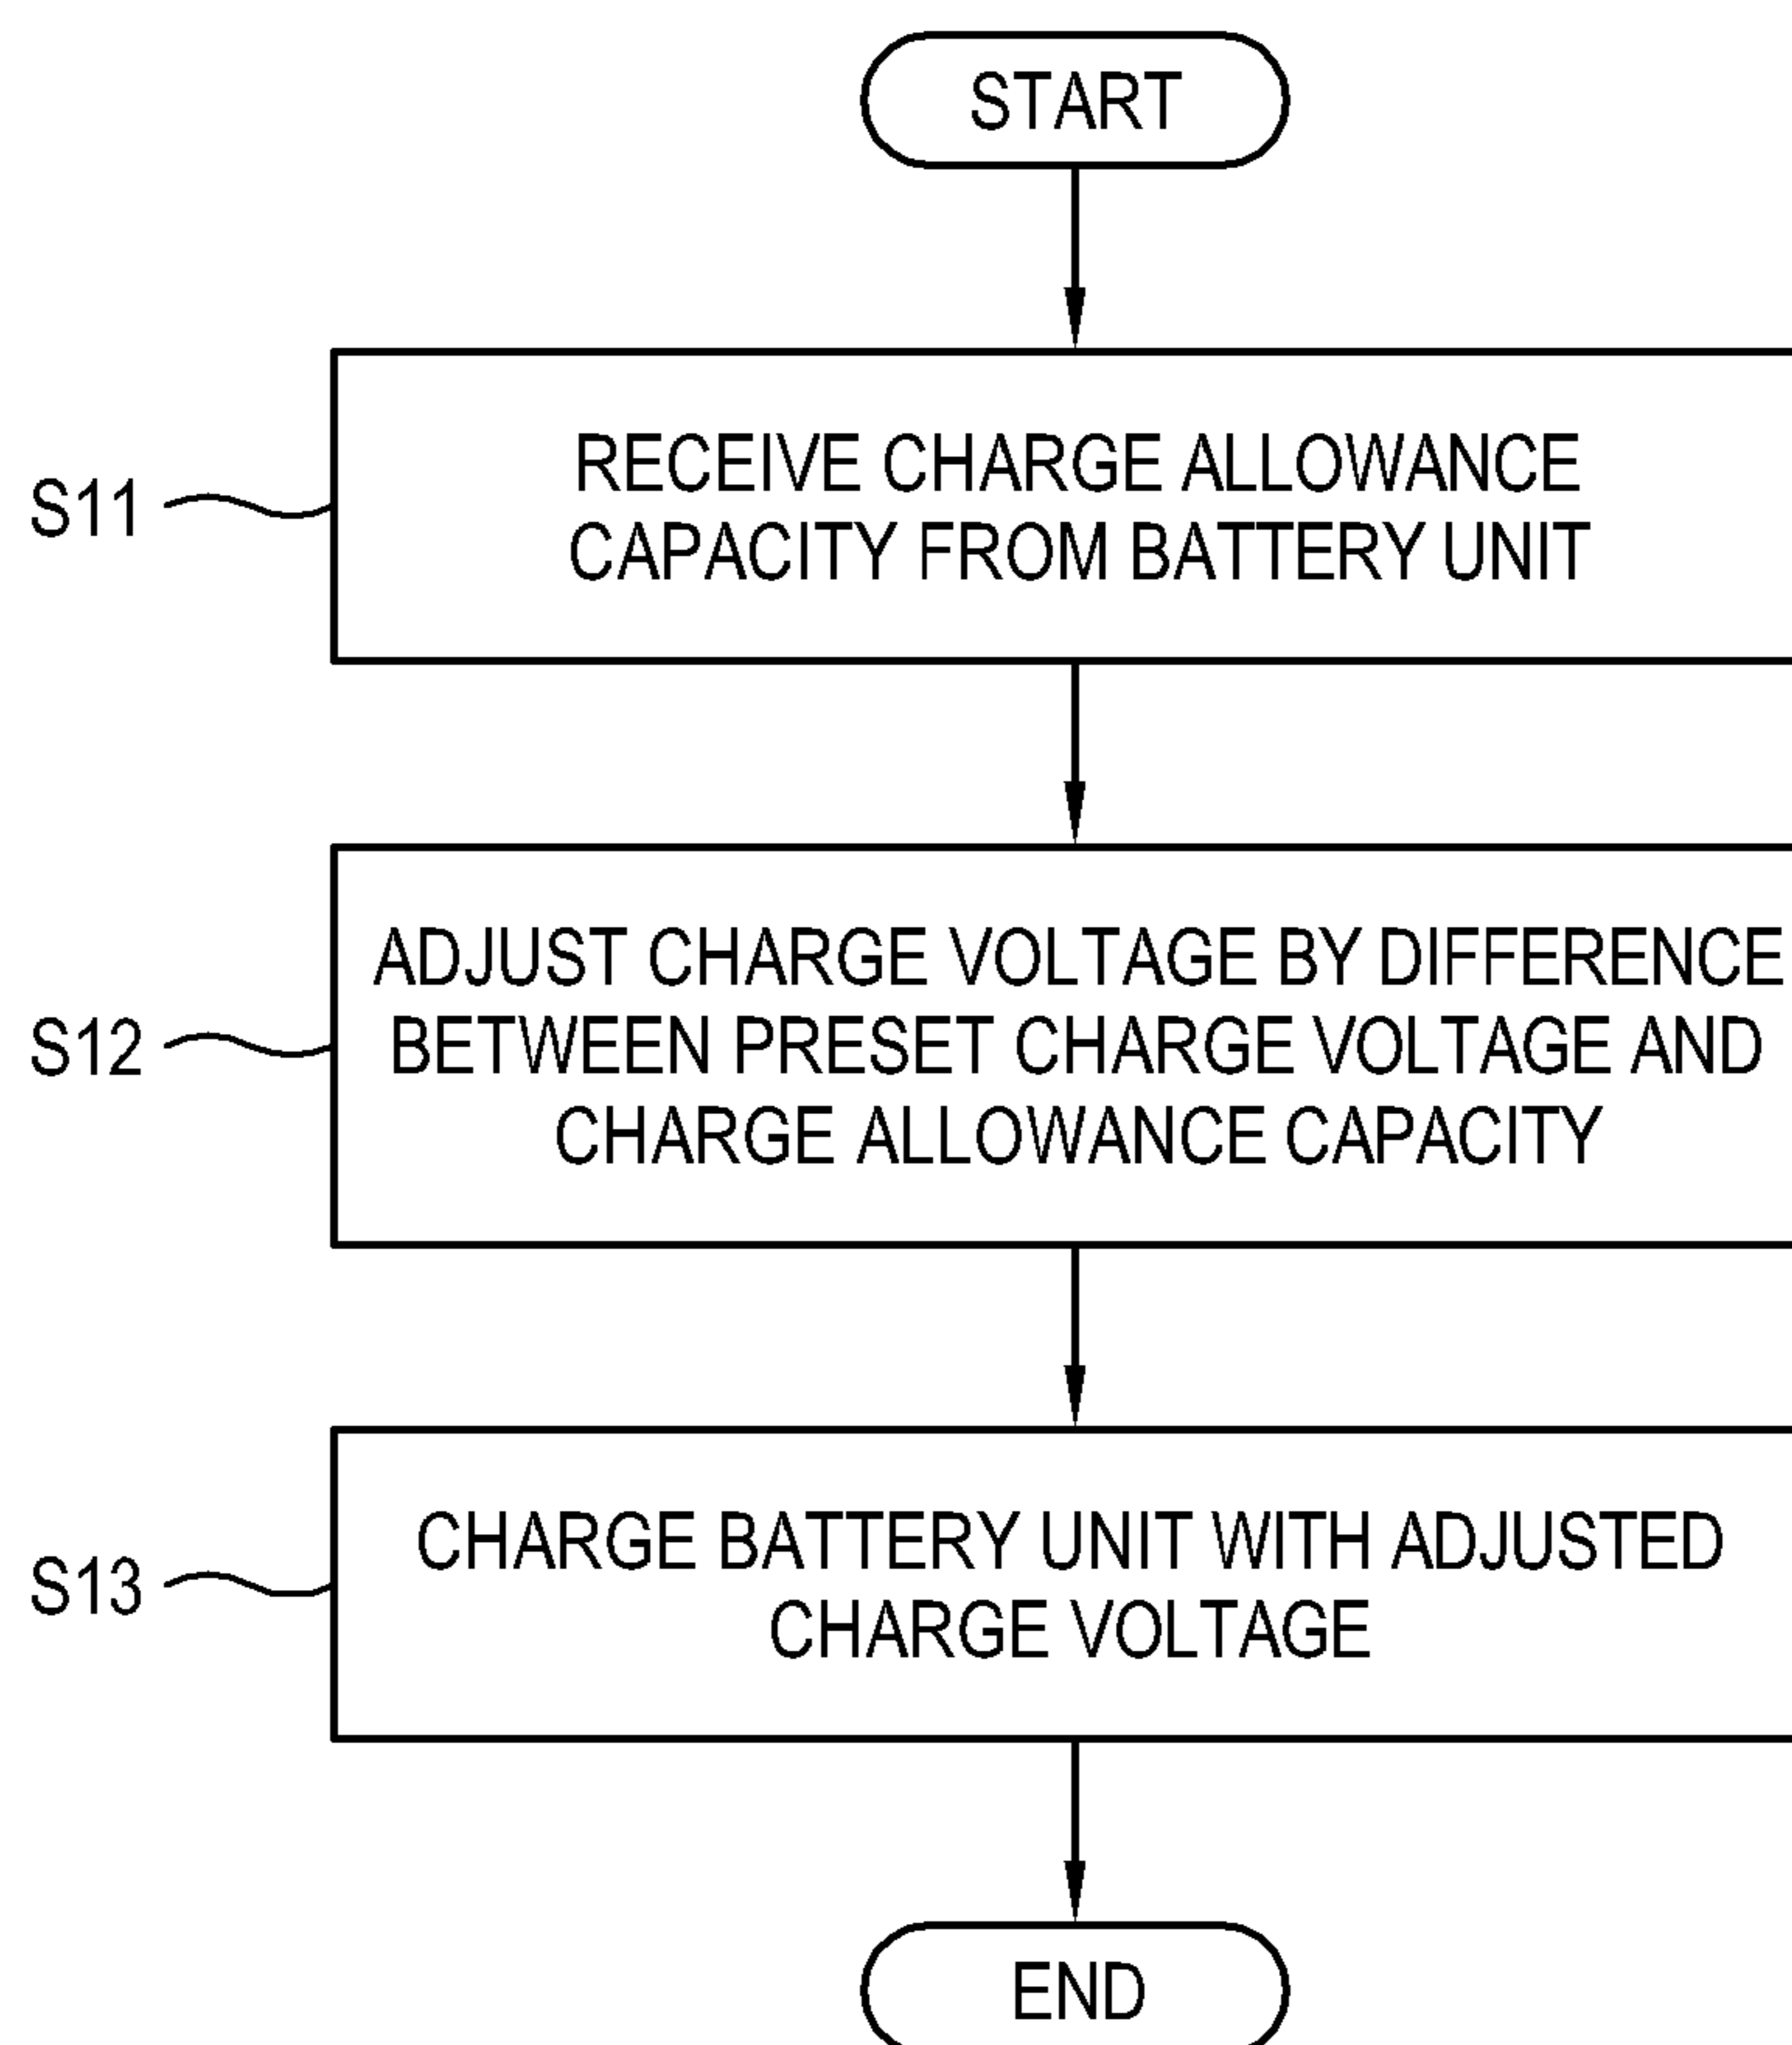 START
S11
RECEIVE CHARGE ALLOWANCE
CAPACITY FROM BATTERY UNIT
S12
ADJUST CHARGE VOLTAGE BY DIFFERENCE
BETWEEN PRESET CHARGE VOLTAGE AND
CHARGE ALLOWANCE CAPACITY
S13
CHARGE BATTERY UNIT WITH ADJUSTED
CHARGE VOLTAGE
END